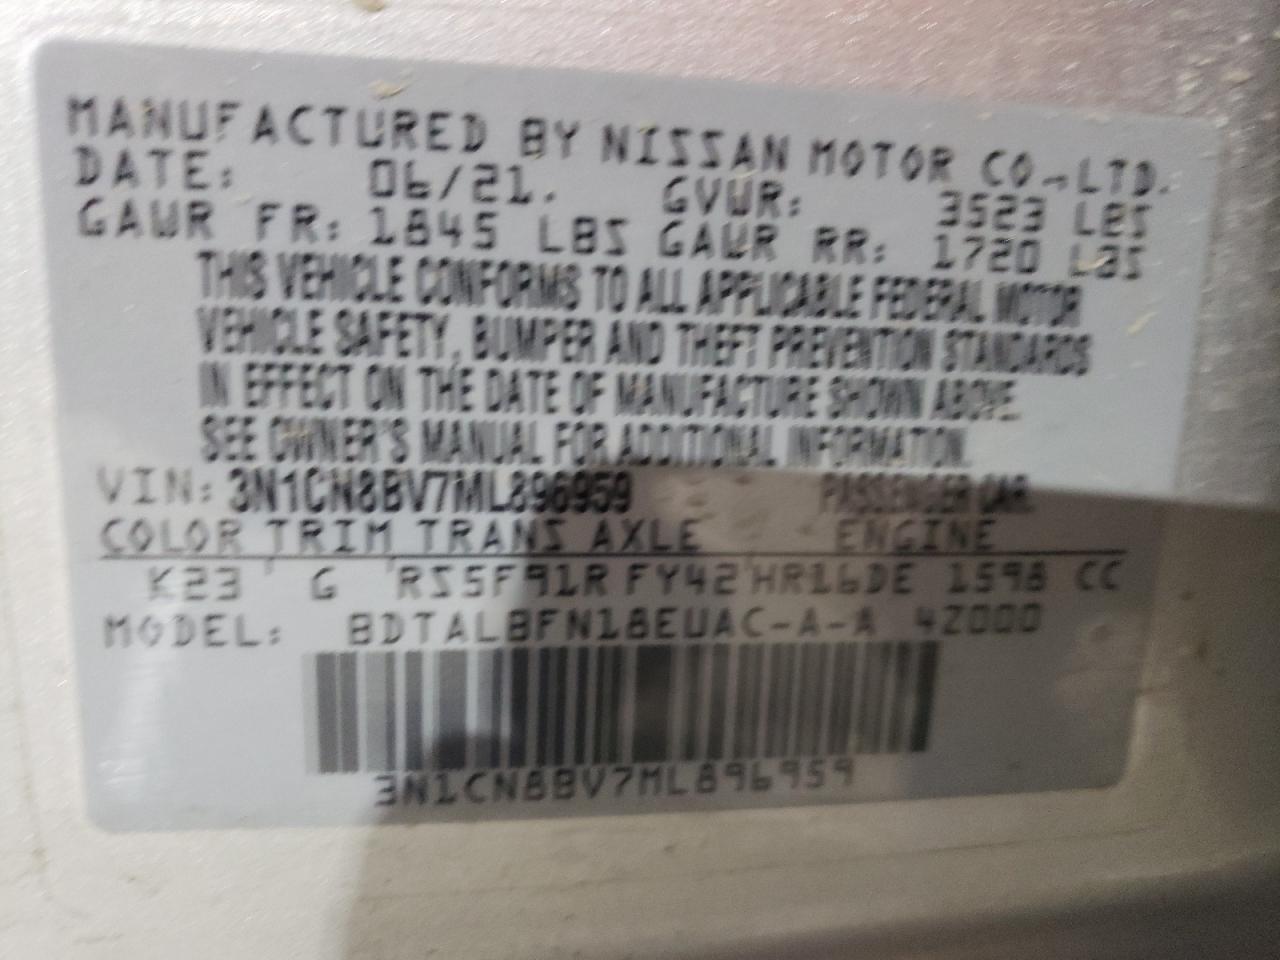 MANUFACTURED BY NISSAN MOTOR CO.,LTD.
DATE: 06/21. GVWR: 3523 LBS
GAWR FR: 1845 LBS GAWR RR: 1720 LBS
THIS VEHICLE CONFORMS TO ALL APPLICABLE FEDERAL MOTOR
VEHICLE SAFETY, BUMPER AND THEFT PREVENTION STANDARDS
IN EFFECT ON THE DATE OF MANUFACTURE SHOWN ABOVE.
SEE OWNER'S MANUAL FOR ADDITIONAL INFORMATION.
VIN: 3N1CN8BV7ML896959 PASSENGER CAR.
COLOR TRIM TRANS AXLE ENGINE
K23 G RS5F91R FY42 HR16DE 1598 CC
MODEL: BDTALBFN18EUAC-A-A 4Z000
3N1CN8BV7ML896959